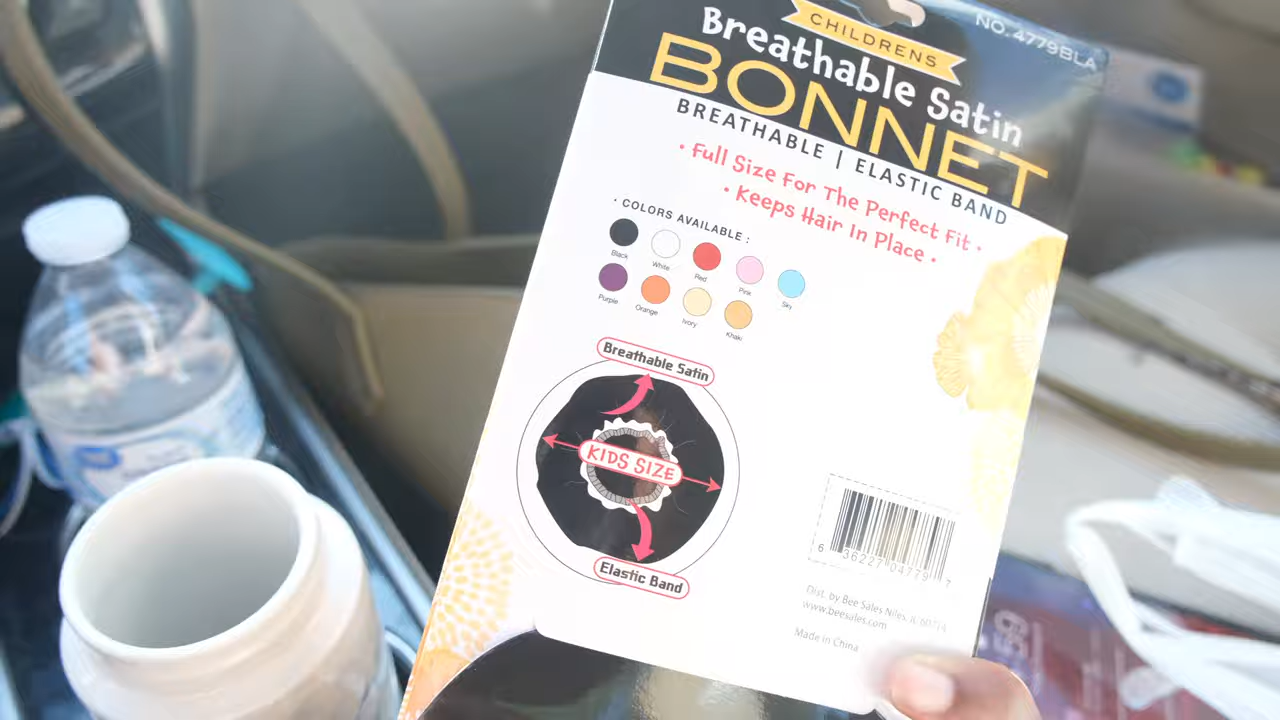 CHILDRENS
NO. 4779BLA
Breathable Satin
BONNET
BREATHABLE | ELASTIC BAND
• Full Size For The Perfect Fit •
• Keeps Hair In Place •
• COLORS AVAILABLE :
Black White Red Pink Sky
Purple Orange Ivory Khaki
Breathable Satin
KIDS SIZE
Elastic Band
6 36227 04779 7
Dist. by Bee Sales Niles, IL 60714
www.beesales.com
Made in China